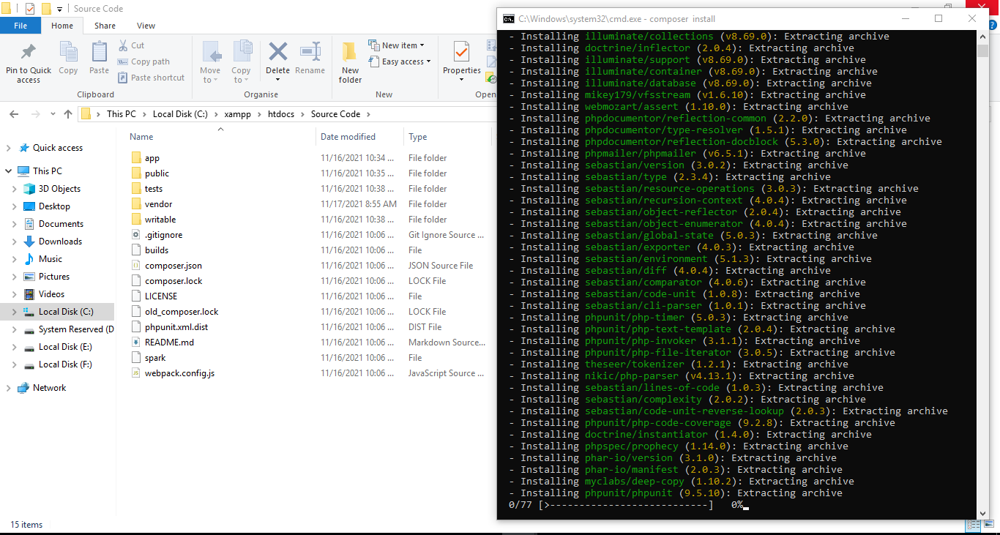 Source Code
File Home Share View
Pin to Quick access
Copy
Paste
Cut
Copy path
Paste shortcut
Clipboard
Move to
Copy to
Delete
Rename
Organise
New folder
New item
Easy access
New
Properties
Open
This PC > Local Disk (C:) > xampp > htdocs > Source Code >
Quick access
This PC
3D Objects
Desktop
Documents
Downloads
Music
Pictures
Videos
Local Disk (C:)
System Reserved (D
Local Disk (E:)
Local Disk (F:)
Network
Name Date modified Type
app 11/16/2021 10:34 ... File folder
public 11/16/2021 10:35 ... File folder
tests 11/16/2021 10:38 ... File folder
vendor 11/17/2021 8:55 AM File folder
writable 11/16/2021 10:38 ... File folder
.gitignore 11/16/2021 10:06 ... Git Ignore Source ...
builds 11/16/2021 10:06 ... File
composer.json 11/16/2021 10:06 ... JSON Source File
composer.lock 11/16/2021 10:06 ... LOCK File
LICENSE 11/16/2021 10:06 ... File
old_composer.lock 11/16/2021 10:06 ... LOCK File
phpunit.xml.dist 11/16/2021 10:06 ... DIST File
README.md 11/16/2021 10:06 ... Markdown Source...
spark 11/16/2021 10:06 ... File
webpack.config.js 11/16/2021 10:06 ... JavaScript Source ...
15 items
C:\Windows\system32\cmd.exe - composer install
- Installing illuminate/collections (v8.69.0): Extracting archive
- Installing doctrine/inflector (2.0.4): Extracting archive
- Installing illuminate/support (v8.69.0): Extracting archive
- Installing illuminate/container (v8.69.0): Extracting archive
- Installing illuminate/database (v8.69.0): Extracting archive
- Installing mikey179/vfsstream (v1.6.10): Extracting archive
- Installing webmozart/assert (1.10.0): Extracting archive
- Installing phpdocumentor/reflection-common (2.2.0): Extracting archive
- Installing phpdocumentor/type-resolver (1.5.1): Extracting archive
- Installing phpdocumentor/reflection-docblock (5.3.0): Extracting archive
- Installing phpmailer/phpmailer (v6.5.1): Extracting archive
- Installing sebastian/version (3.0.2): Extracting archive
- Installing sebastian/type (2.3.4): Extracting archive
- Installing sebastian/resource-operations (3.0.3): Extracting archive
- Installing sebastian/recursion-context (4.0.4): Extracting archive
- Installing sebastian/object-reflector (2.0.4): Extracting archive
- Installing sebastian/object-enumerator (4.0.4): Extracting archive
- Installing sebastian/global-state (5.0.3): Extracting archive
- Installing sebastian/exporter (4.0.3): Extracting archive
- Installing sebastian/environment (5.1.3): Extracting archive
- Installing sebastian/diff (4.0.4): Extracting archive
- Installing sebastian/comparator (4.0.6): Extracting archive
- Installing sebastian/code-unit (1.0.8): Extracting archive
- Installing sebastian/cli-parser (1.0.1): Extracting archive
- Installing phpunit/php-timer (5.0.3): Extracting archive
- Installing phpunit/php-text-template (2.0.4): Extracting archive
- Installing phpunit/php-invoker (3.1.1): Extracting archive
- Installing phpunit/php-file-iterator (3.0.5): Extracting archive
- Installing theseer/tokenizer (1.2.1): Extracting archive
- Installing nikic/php-parser (v4.13.1): Extracting archive
- Installing sebastian/lines-of-code (1.0.3): Extracting archive
- Installing sebastian/complexity (2.0.2): Extracting archive
- Installing sebastian/code-unit-reverse-lookup (2.0.3): Extracting archive
- Installing phpunit/php-code-coverage (9.2.8): Extracting archive
- Installing doctrine/instantiator (1.4.0): Extracting archive
- Installing phpspec/prophecy (1.14.0): Extracting archive
- Installing phar-io/version (3.1.0): Extracting archive
- Installing phar-io/manifest (2.0.3): Extracting archive
- Installing myclabs/deep-copy (1.10.2): Extracting archive
- Installing phpunit/phpunit (9.5.10): Extracting archive
0/77 [>---------------------------] 0%